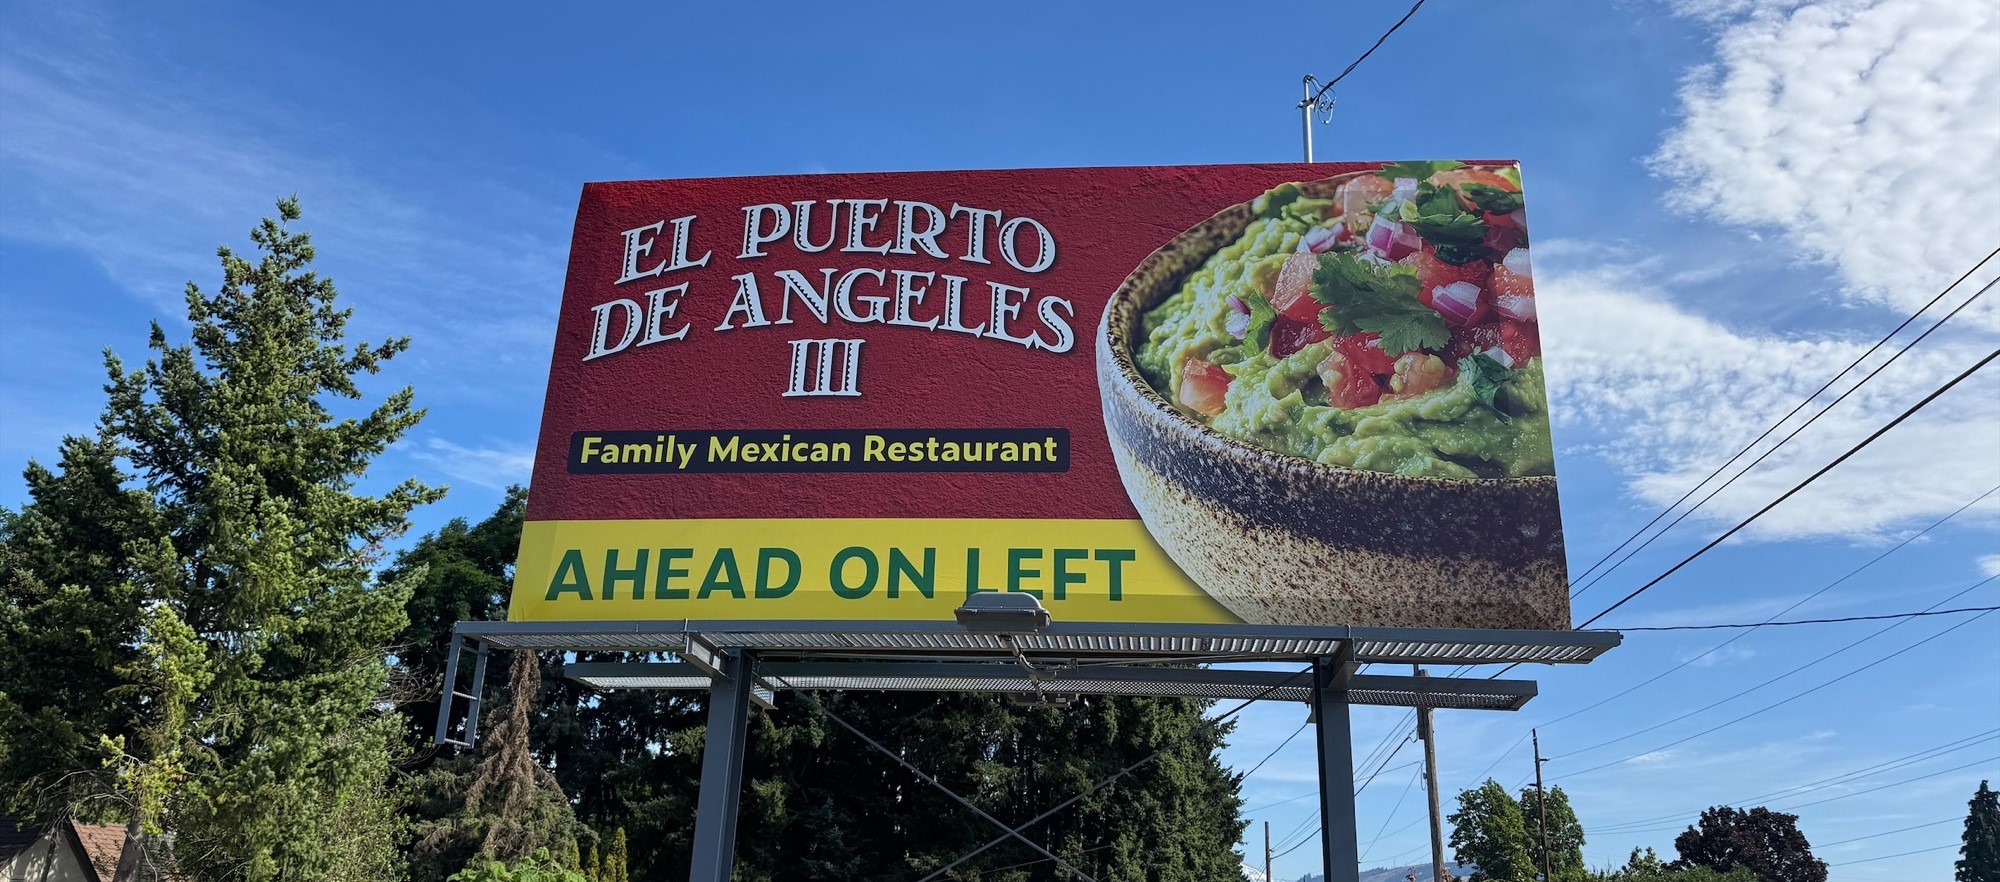 EL PUERTO
DE ANGELES
III
Family Mexican Restaurant
AHEAD ON LEFT